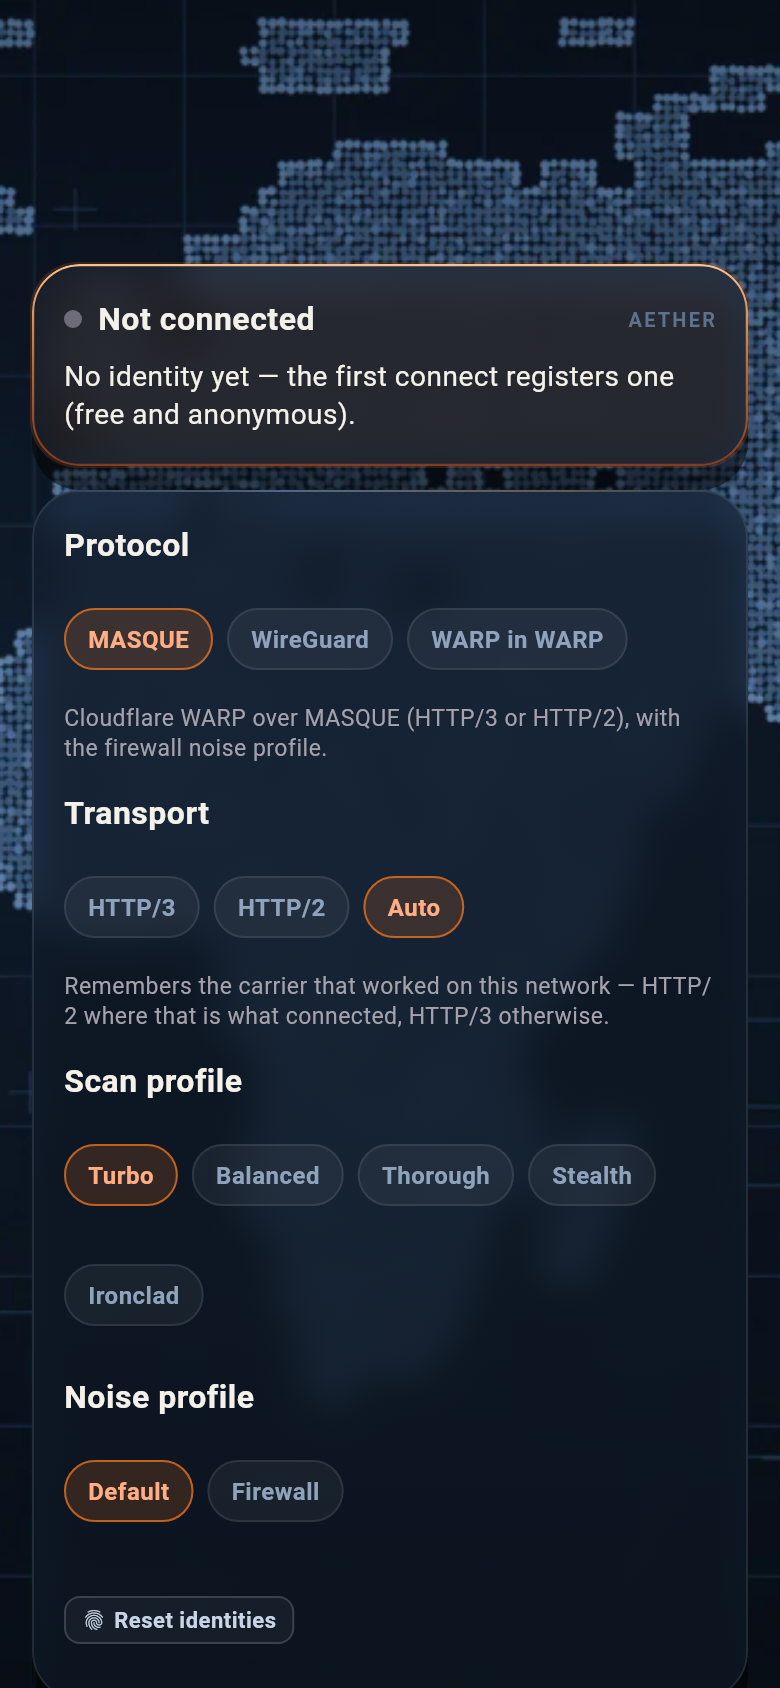 Not connected
AETHER
No identity yet — the first connect registers one
(free and anonymous).
Protocol
MASQUE
WireGuard
WARP in WARP
Cloudflare WARP over MASQUE (HTTP/3 or HTTP/2), with
the firewall noise profile.
Transport
HTTP/3
HTTP/2
Auto
Remembers the carrier that worked on this network — HTTP/
2 where that is what connected, HTTP/3 otherwise.
Scan profile
Turbo
Balanced
Thorough
Stealth
Ironclad
Noise profile
Default
Firewall
Reset identities